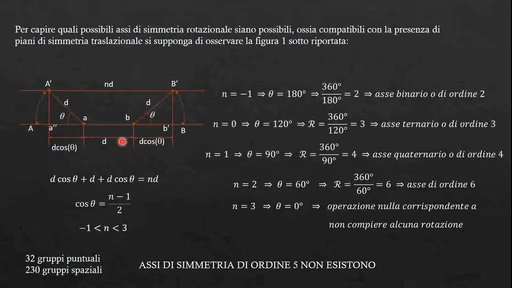 Per capire quali possibili assi di simmetria rotazionale siano possibili, ossia compatibili con la presenza di
piani di simmetria traslazionale si supponga di osservare la figura 1 sotto riportata:
A' nd B'
d d
θ θ
A a'' a b b' B
dcos(θ) d dcos(θ)
d cos θ + d + d cos θ = nd
cos θ = (n − 1)/2
−1 < n < 3
n = −1 ⇒ θ = 180° ⇒ 360°/180° = 2 ⇒ asse binario o di ordine 2
n = 0 ⇒ θ = 120° ⇒ ℛ = 360°/120° = 3 ⇒ asse ternario o di ordine 3
n = 1 ⇒ θ = 90° ⇒ ℛ = 360°/90° = 4 ⇒ asse quaternario o di ordine 4
n = 2 ⇒ θ = 60° ⇒ ℛ = 360°/60° = 6 ⇒ asse di ordine 6
n = 3 ⇒ θ = 0° ⇒ operazione nulla corrispondente a
non compiere alcuna rotazione
32 gruppi puntuali
230 gruppi spaziali
ASSI DI SIMMETRIA DI ORDINE 5 NON ESISTONO